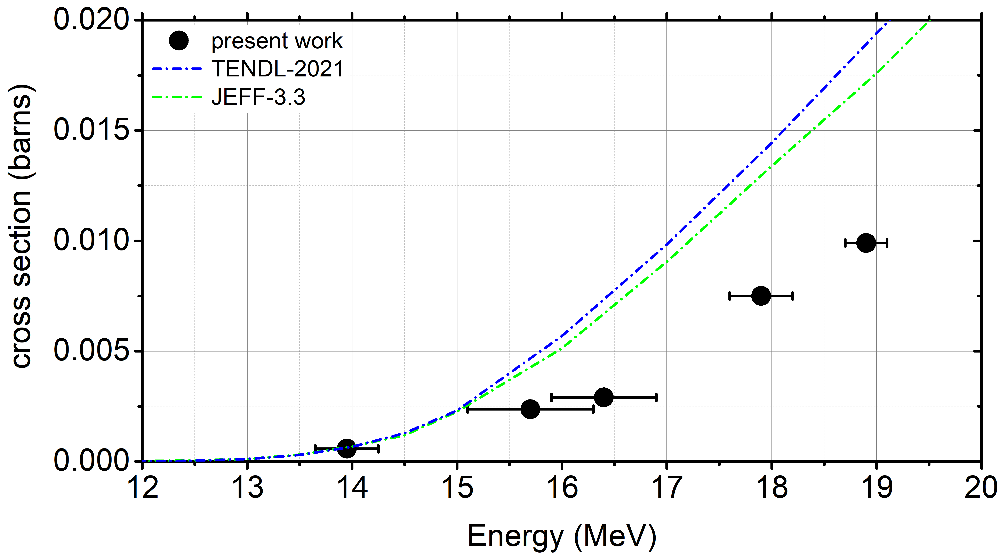 0.020
0.015
0.010
0.005
0.000
cross section (barns)
present work
TENDL-2021
JEFF-3.3
12 13 14 15 16 17 18 19 20
Energy (MeV)